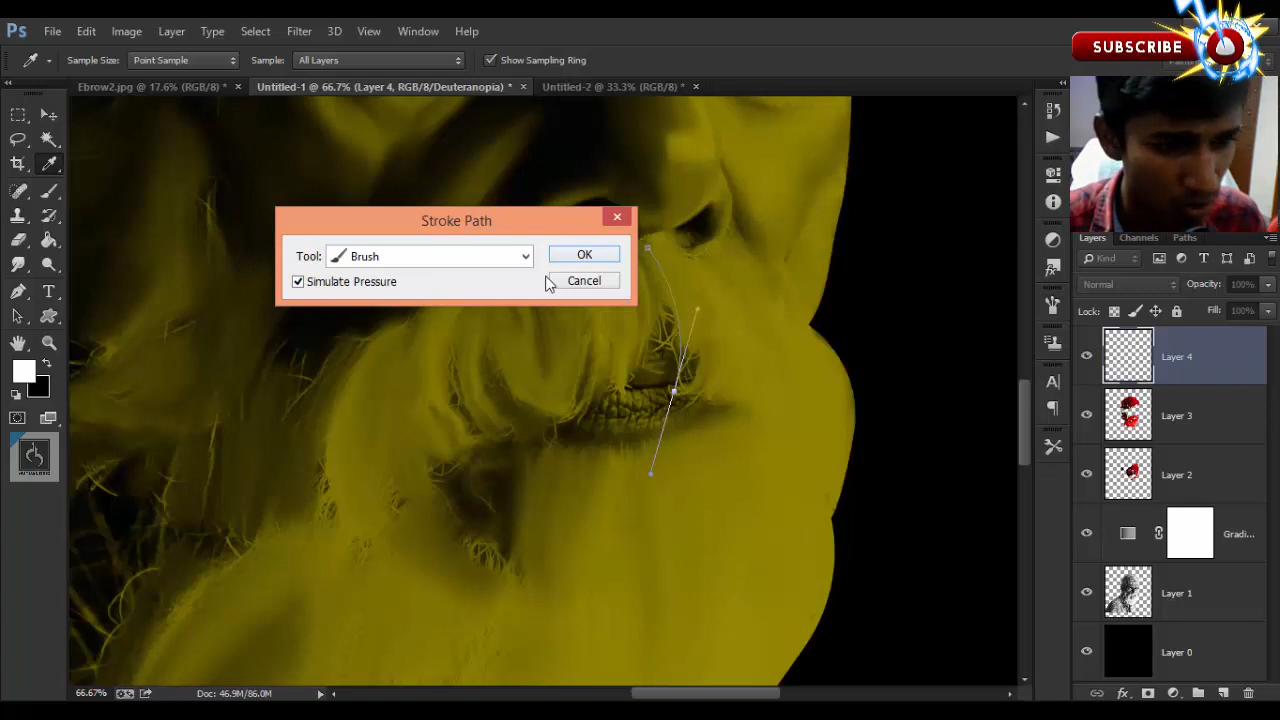 Ps File Edit Image Layer Type Select Filter 3D View Window Help
SUBSCRIBE
Sample Size: Point Sample Sample: All Layers Show Sampling Ring
Ebrow2.jpg @ 17.6% (RGB/8) * × Untitled-1 @ 66.7% (Layer 4, RGB/8/Deuteranopia) * × Untitled-2 @ 33.3% (RGB/8) * ×
Stroke Path
Tool: Brush OK
Simulate Pressure Cancel
Layers Channels Paths
Kind
Normal Opacity: 100%
Lock: Fill: 100%
Layer 4
Layer 3
Layer 2
Gradi...
Layer 1
Layer 0
66.67% Doc: 46.9M/86.0M